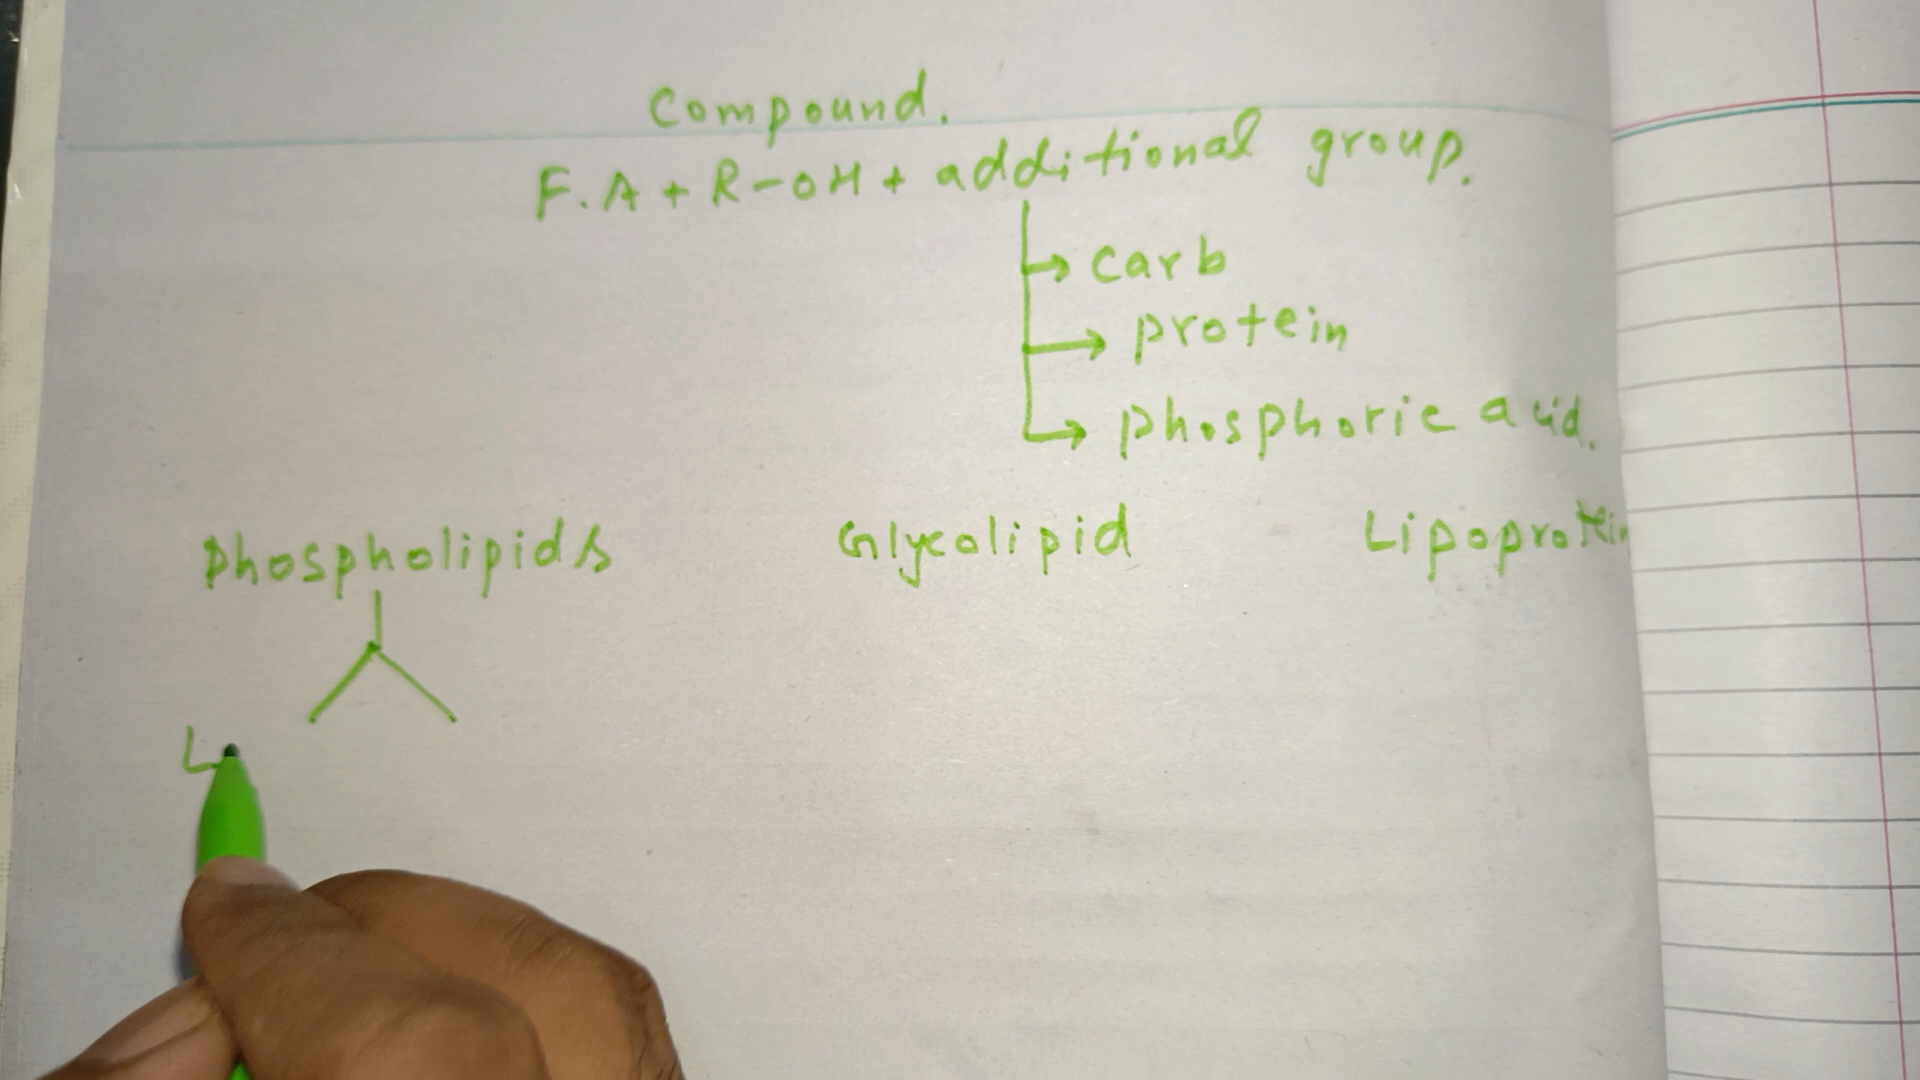 Compound.
F.A + R-OH + additional group.
→ Carb
→ protein
→ phosphoric acid.
phospholipids Glycolipid Lipoprotein
L